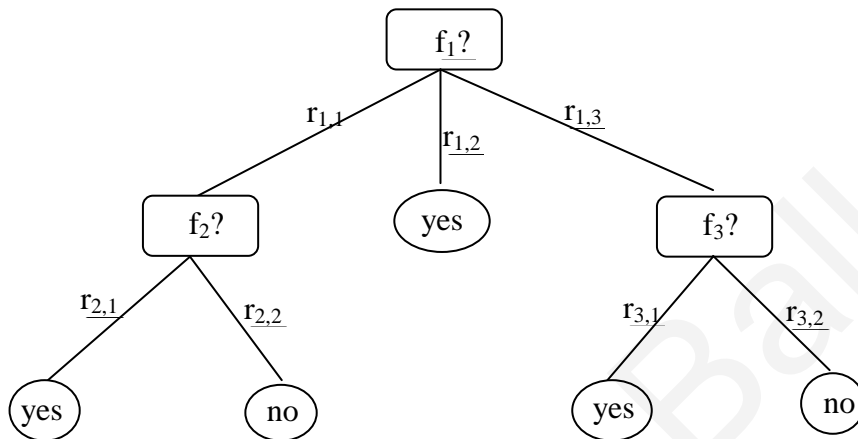 f₁?
r₁,₁
r₁,₂
r₁,₃
f₂?
yes
f₃?
r₂,₁
r₂,₂
r₃,₁
r₃,₂
yes
no
yes
no
Ball